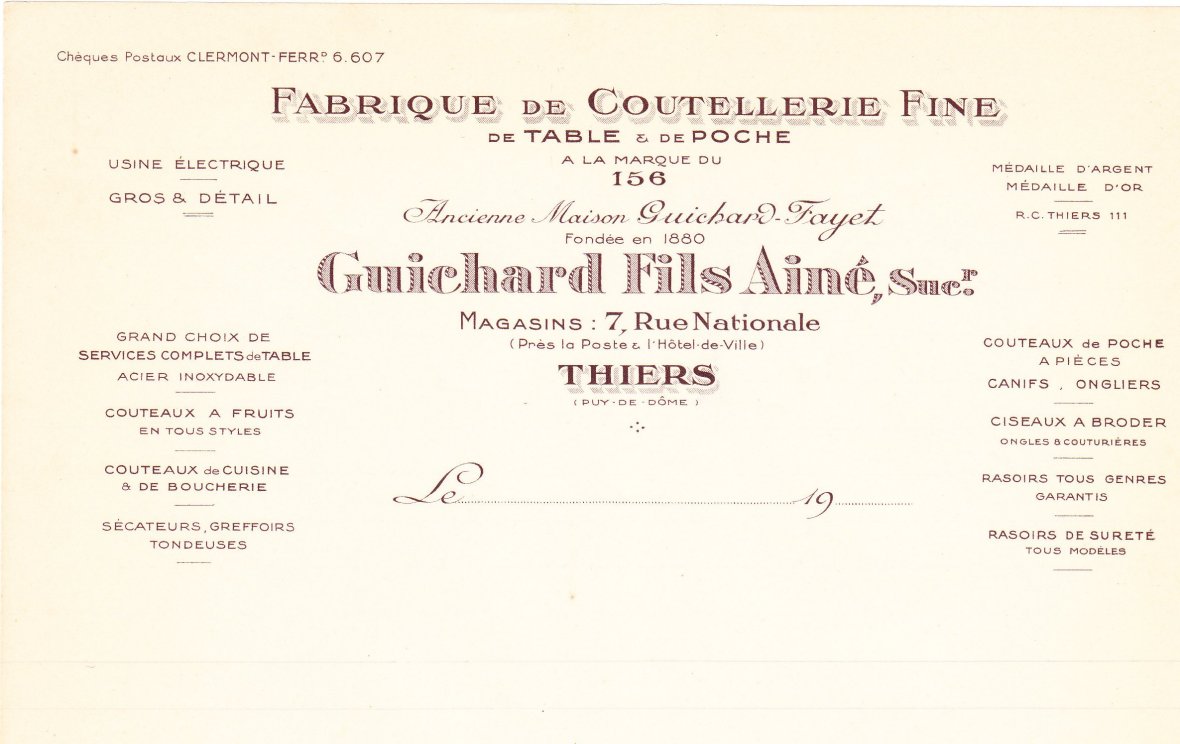 Chèques Postaux CLERMONT-FERRᴰ 6.607
FABRIQUE DE COUTELLERIE FINE
DE TABLE & DE POCHE
A LA MARQUE DU
156
Ancienne Maison Guichard-Fayet
Fondée en 1880
Guichard Fils Ainé, Sucr.
MAGASINS : 7, Rue Nationale
(Près la Poste & l'Hôtel-de-Ville)
THIERS
(PUY-DE-DÔME)
USINE ÉLECTRIQUE
GROS & DÉTAIL
MÉDAILLE D'ARGENT
MÉDAILLE D'OR
R.C. THIERS 111
GRAND CHOIX DE
SERVICES COMPLETS de TABLE
ACIER INOXYDABLE
COUTEAUX A FRUITS
EN TOUS STYLES
COUTEAUX de CUISINE
& DE BOUCHERIE
SÉCATEURS, GREFFOIRS
TONDEUSES
COUTEAUX de POCHE
A PIÈCES
CANIFS, ONGLIERS
CISEAUX A BRODER
ONGLES & COUTURIÈRES
RASOIRS TOUS GENRES
GARANTIS
RASOIRS DE SURETÉ
TOUS MODÈLES
Le 19